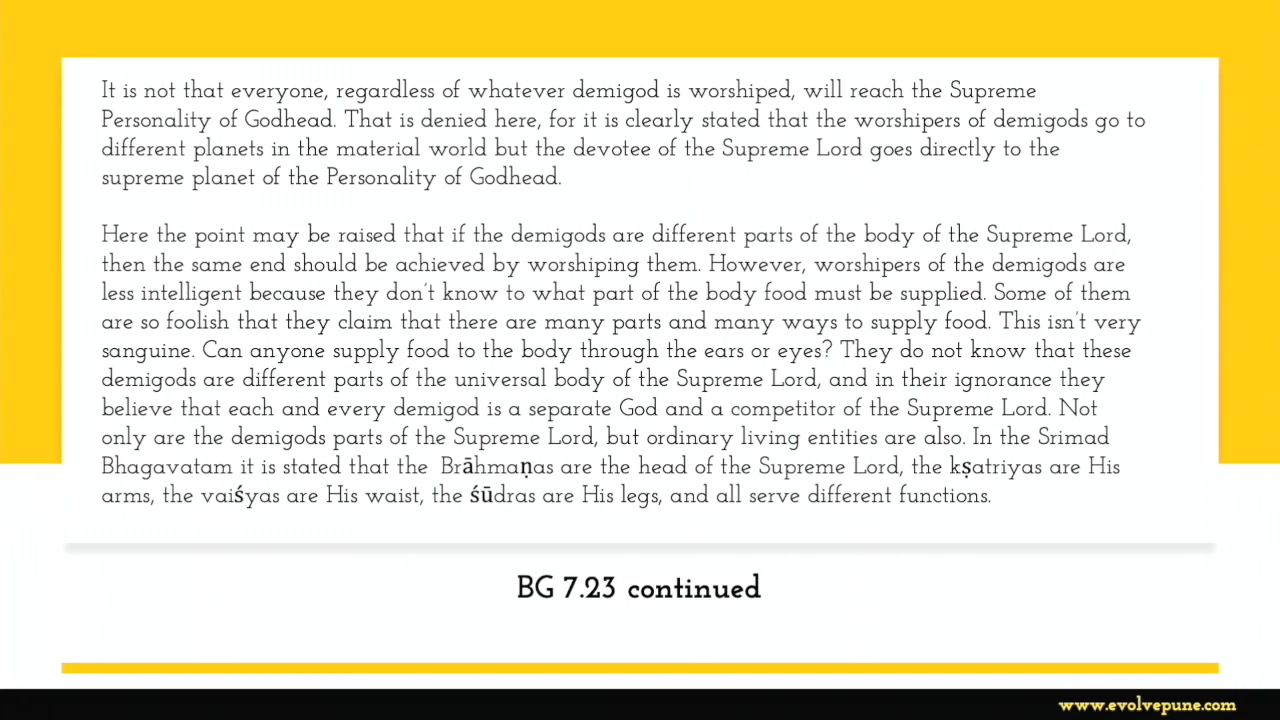 It is not that everyone, regardless of whatever demigod is worshiped, will reach the Supreme
Personality of Godhead. That is denied here, for it is clearly stated that the worshipers of demigods go to
different planets in the material world but the devotee of the Supreme Lord goes directly to the
supreme planet of the Personality of Godhead.
Here the point may be raised that if the demigods are different parts of the body of the Supreme Lord,
then the same end should be achieved by worshiping them. However, worshipers of the demigods are
less intelligent because they don't know to what part of the body food must be supplied. Some of them
are so foolish that they claim that there are many parts and many ways to supply food. This isn't very
sanguine. Can anyone supply food to the body through the ears or eyes? They do not know that these
demigods are different parts of the universal body of the Supreme Lord, and in their ignorance they
believe that each and every demigod is a separate God and a competitor of the Supreme Lord. Not
only are the demigods parts of the Supreme Lord, but ordinary living entities are also. In the Srimad
Bhagavatam it is stated that the Brāhmaṇas are the head of the Supreme Lord, the kṣatriyas are His
arms, the vaiśyas are His waist, the śūdras are His legs, and all serve different functions.
BG 7.23 continued
www.evolvepune.com